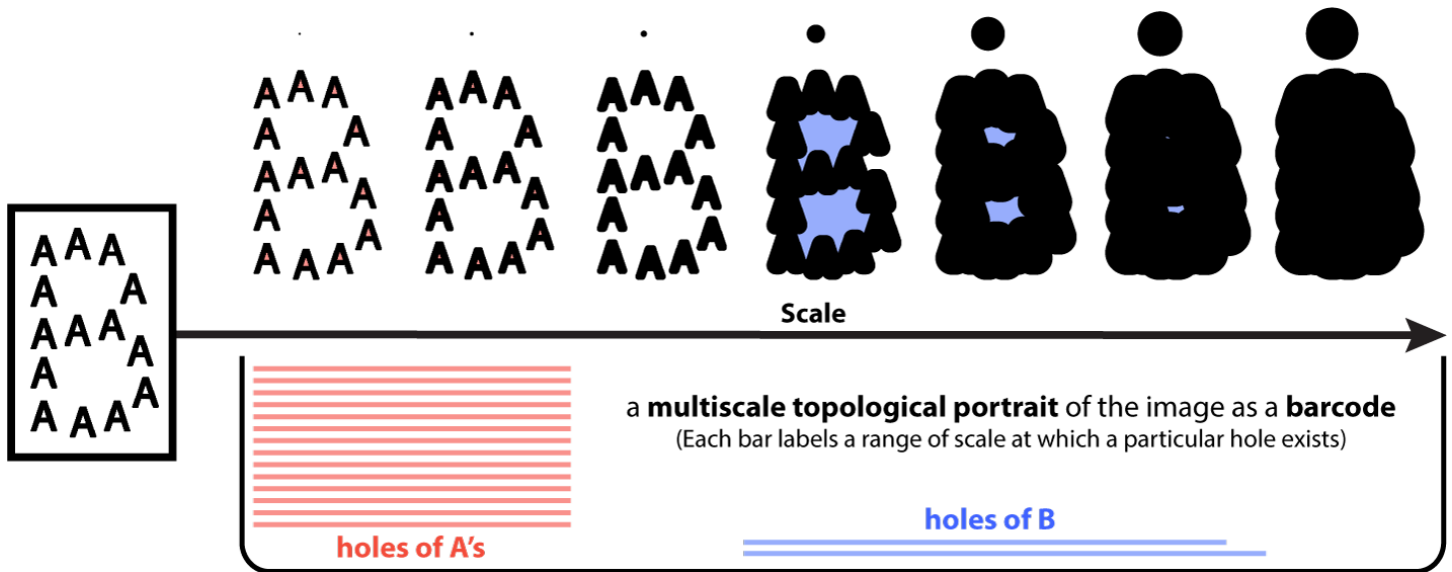 Scale
a multiscale topological portrait of the image as a barcode
(Each bar labels a range of scale at which a particular hole exists)
holes of B
holes of A's